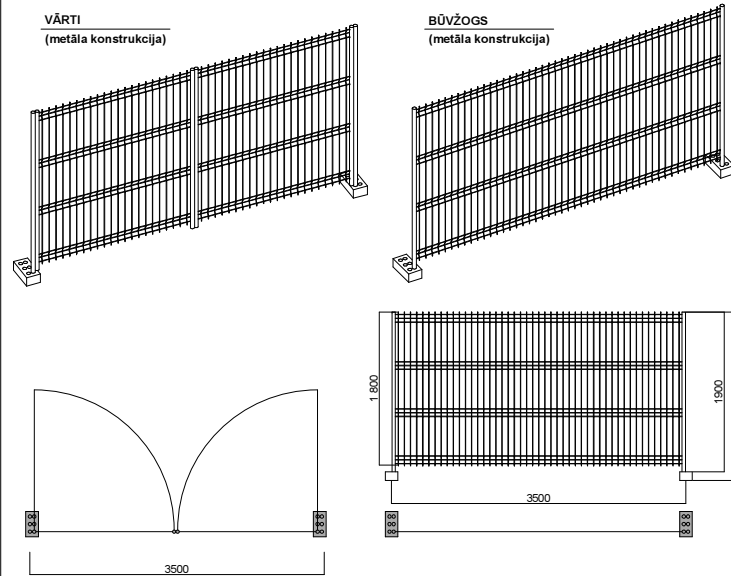 VĀRTI
(metāla konstrukcija)
BŪVŽOGS
(metāla konstrukcija)
1 800
1900
3500
3500